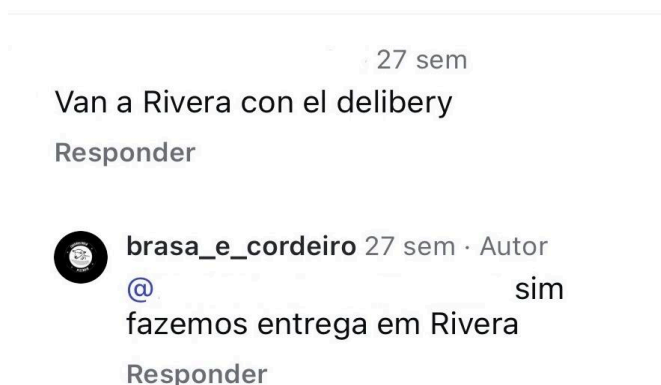 27 sem
Van a Rivera con el delibery
Responder
brasa_e_cordeiro 27 sem · Autor
@ sim
fazemos entrega em Rivera
Responder